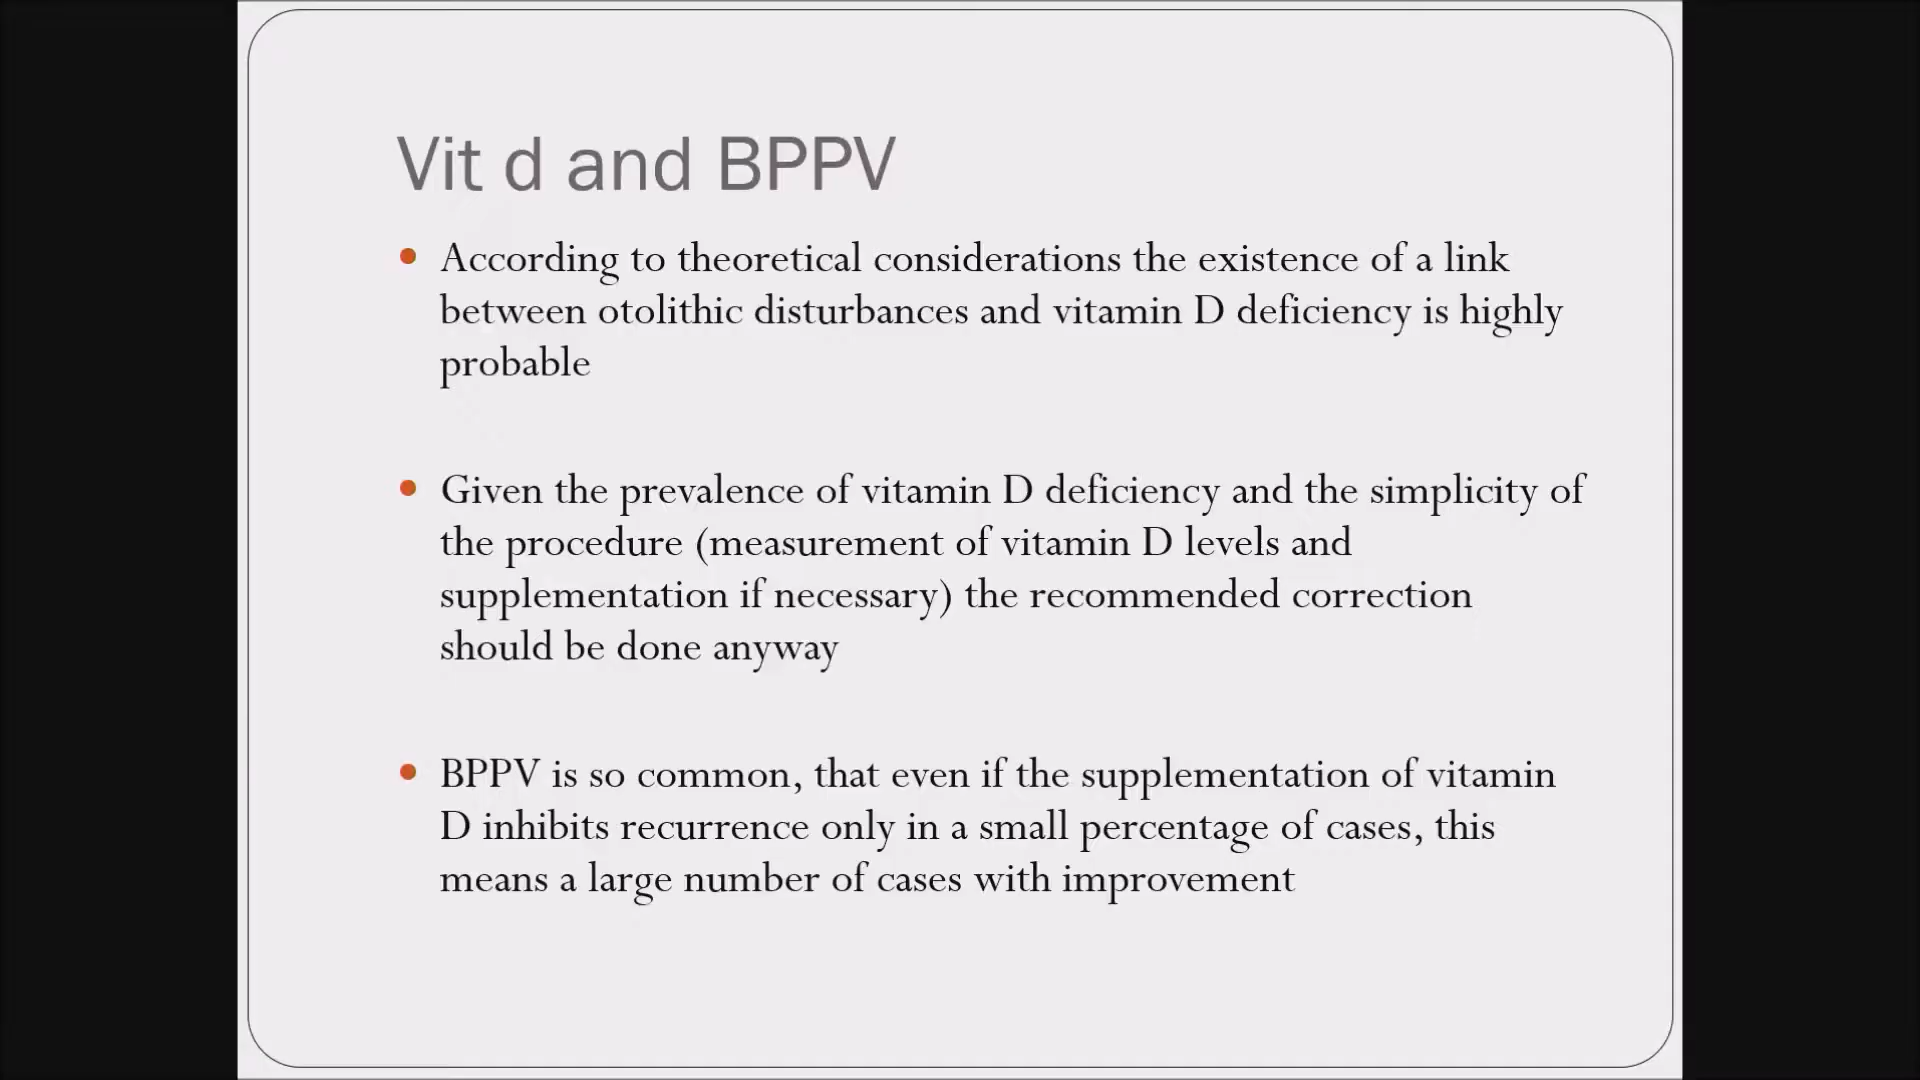 Vit d and BPPV
• According to theoretical considerations the existence of a link
between otolithic disturbances and vitamin D deficiency is highly
probable
• Given the prevalence of vitamin D deficiency and the simplicity of
the procedure (measurement of vitamin D levels and
supplementation if necessary) the recommended correction
should be done anyway
• BPPV is so common, that even if the supplementation of vitamin
D inhibits recurrence only in a small percentage of cases, this
means a large number of cases with improvement